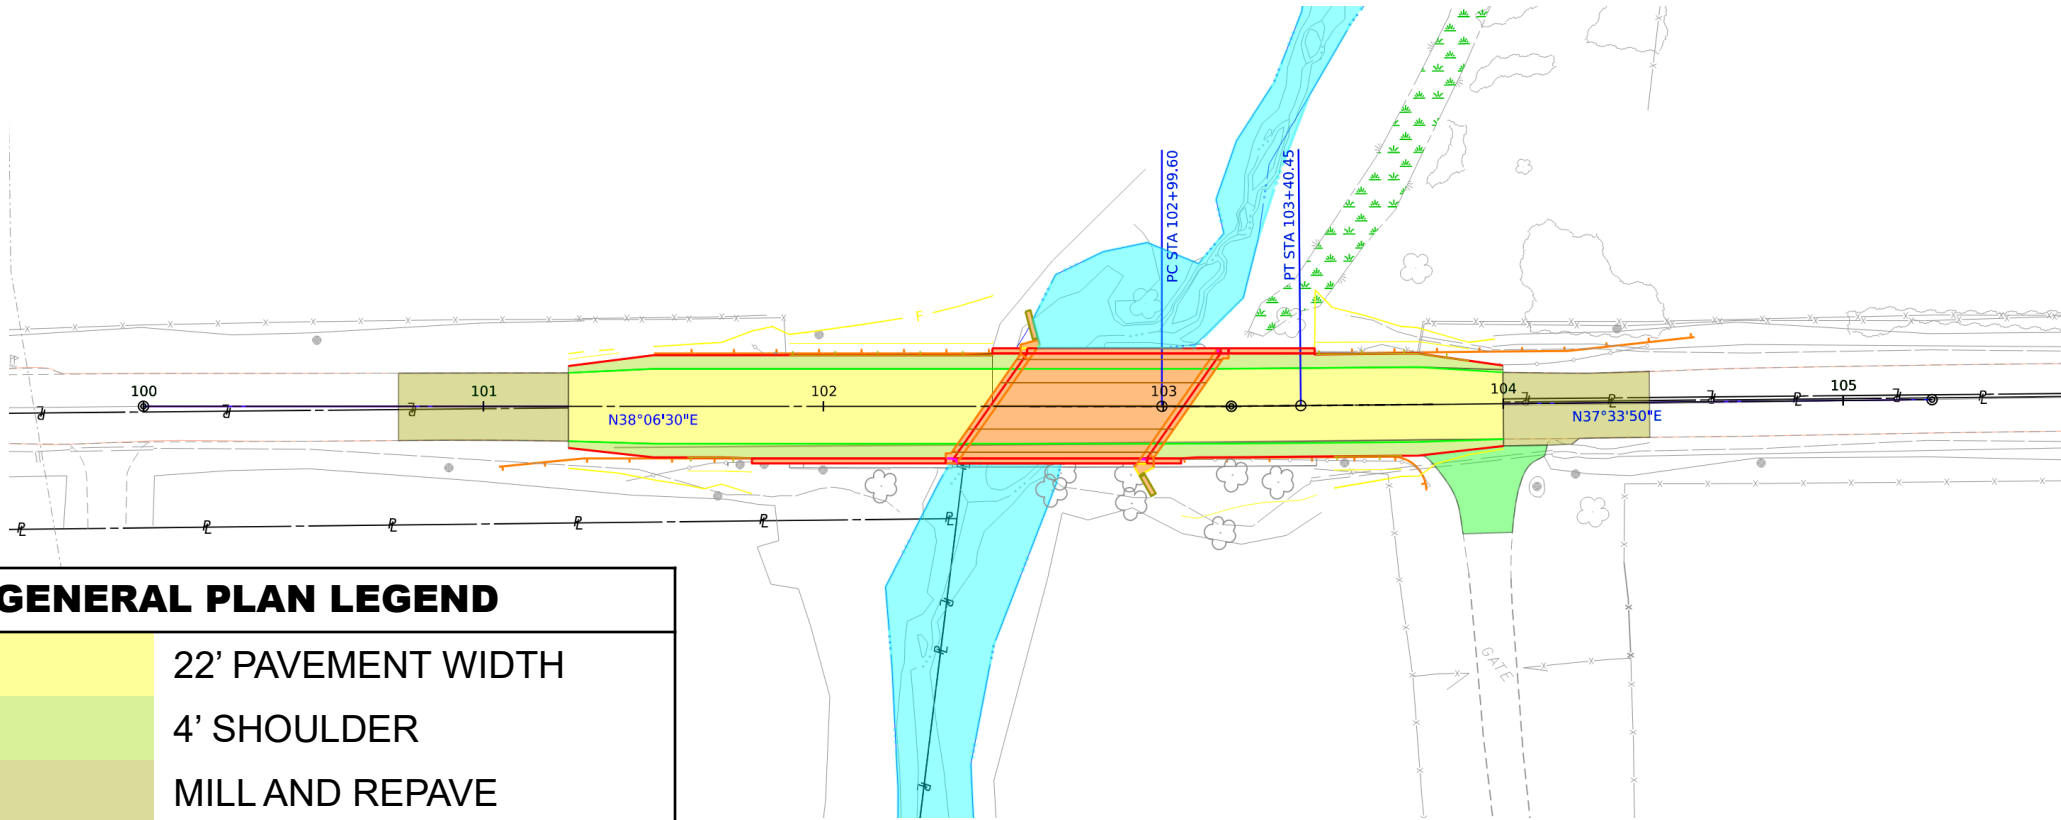 PC STA 102+99.60
PT STA 103+40.45
F
100
101
102
103
104
105
N38°06'30"E
N37°33'50"E
GATE
GENERAL PLAN LEGEND
22' PAVEMENT WIDTH
4' SHOULDER
MILL AND REPAVE